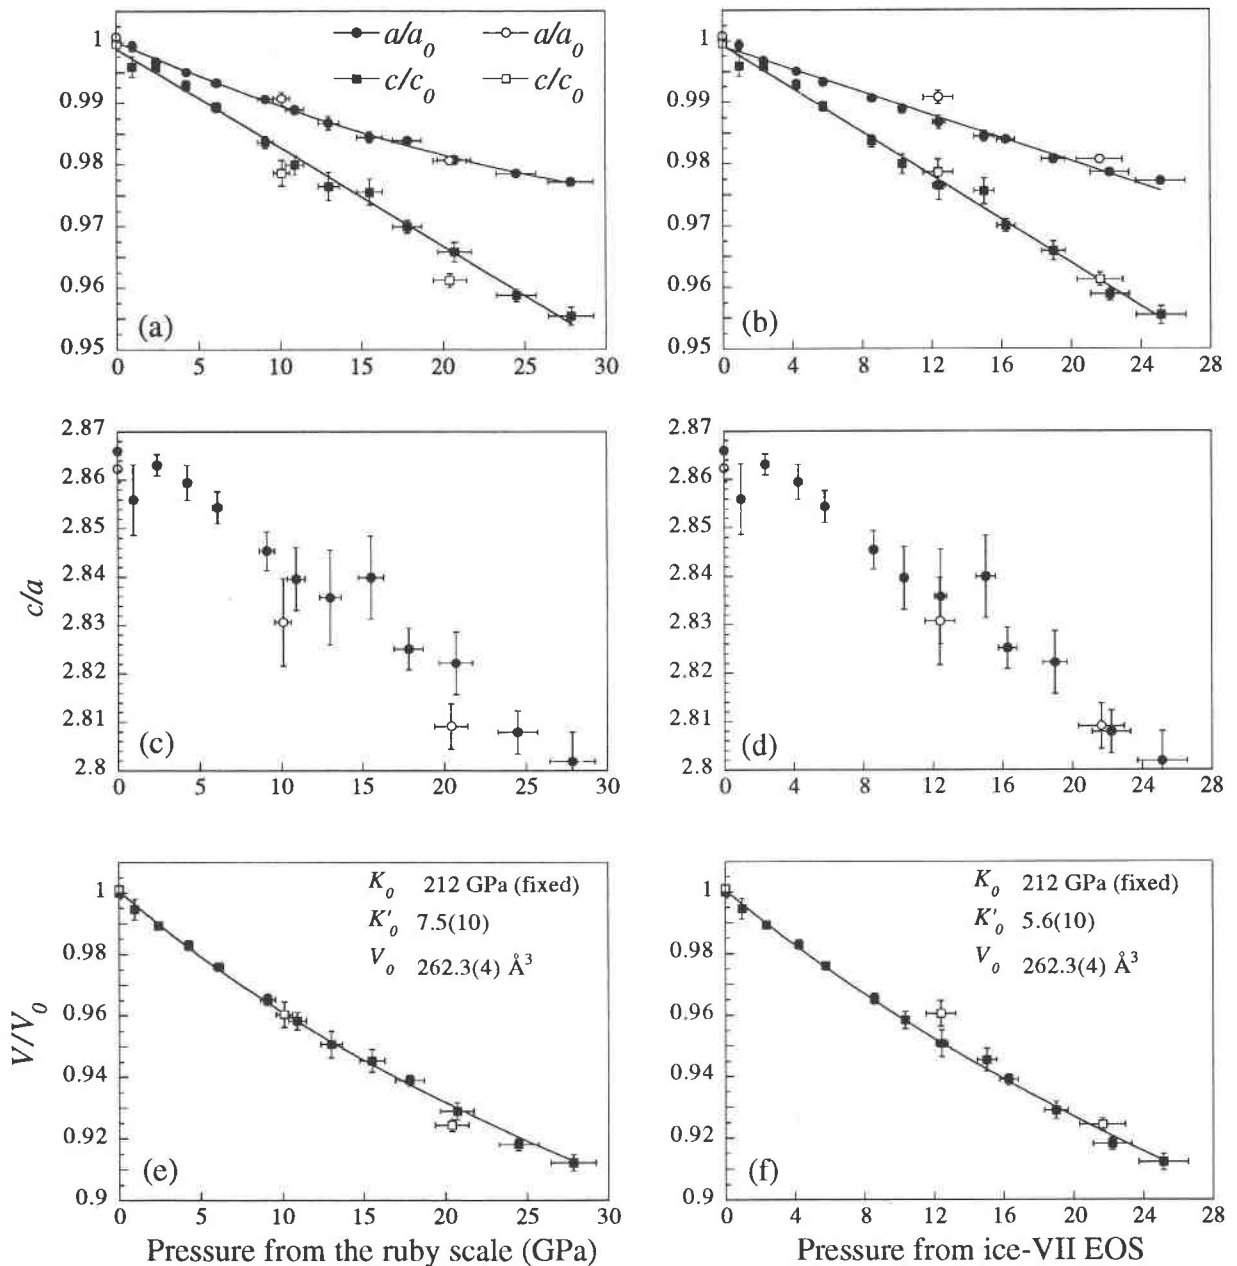 a/a0 a/a0
c/c0 c/c0
1
0.99
0.98
0.97
0.96
0.95
(a)
0 5 10 15 20 25 30
1
0.99
0.98
0.97
0.96
0.95
(b)
0 4 8 12 16 20 24 28
c/a
2.87
2.86
2.85
2.84
2.83
2.82
2.81
2.8
(c)
0 5 10 15 20 25 30
2.87
2.86
2.85
2.84
2.83
2.82
2.81
2.8
(d)
0 4 8 12 16 20 24 28
V/V0
1
0.98
0.96
0.94
0.92
0.9
K0 212 GPa (fixed)
K'0 7.5(10)
V0 262.3(4) Å3
(e)
0 5 10 15 20 25 30
Pressure from the ruby scale (GPa)
1
0.98
0.96
0.94
0.92
0.9
K0 212 GPa (fixed)
K'0 5.6(10)
V0 262.3(4) Å3
(f)
0 4 8 12 16 20 24 28
Pressure from ice-VII EOS